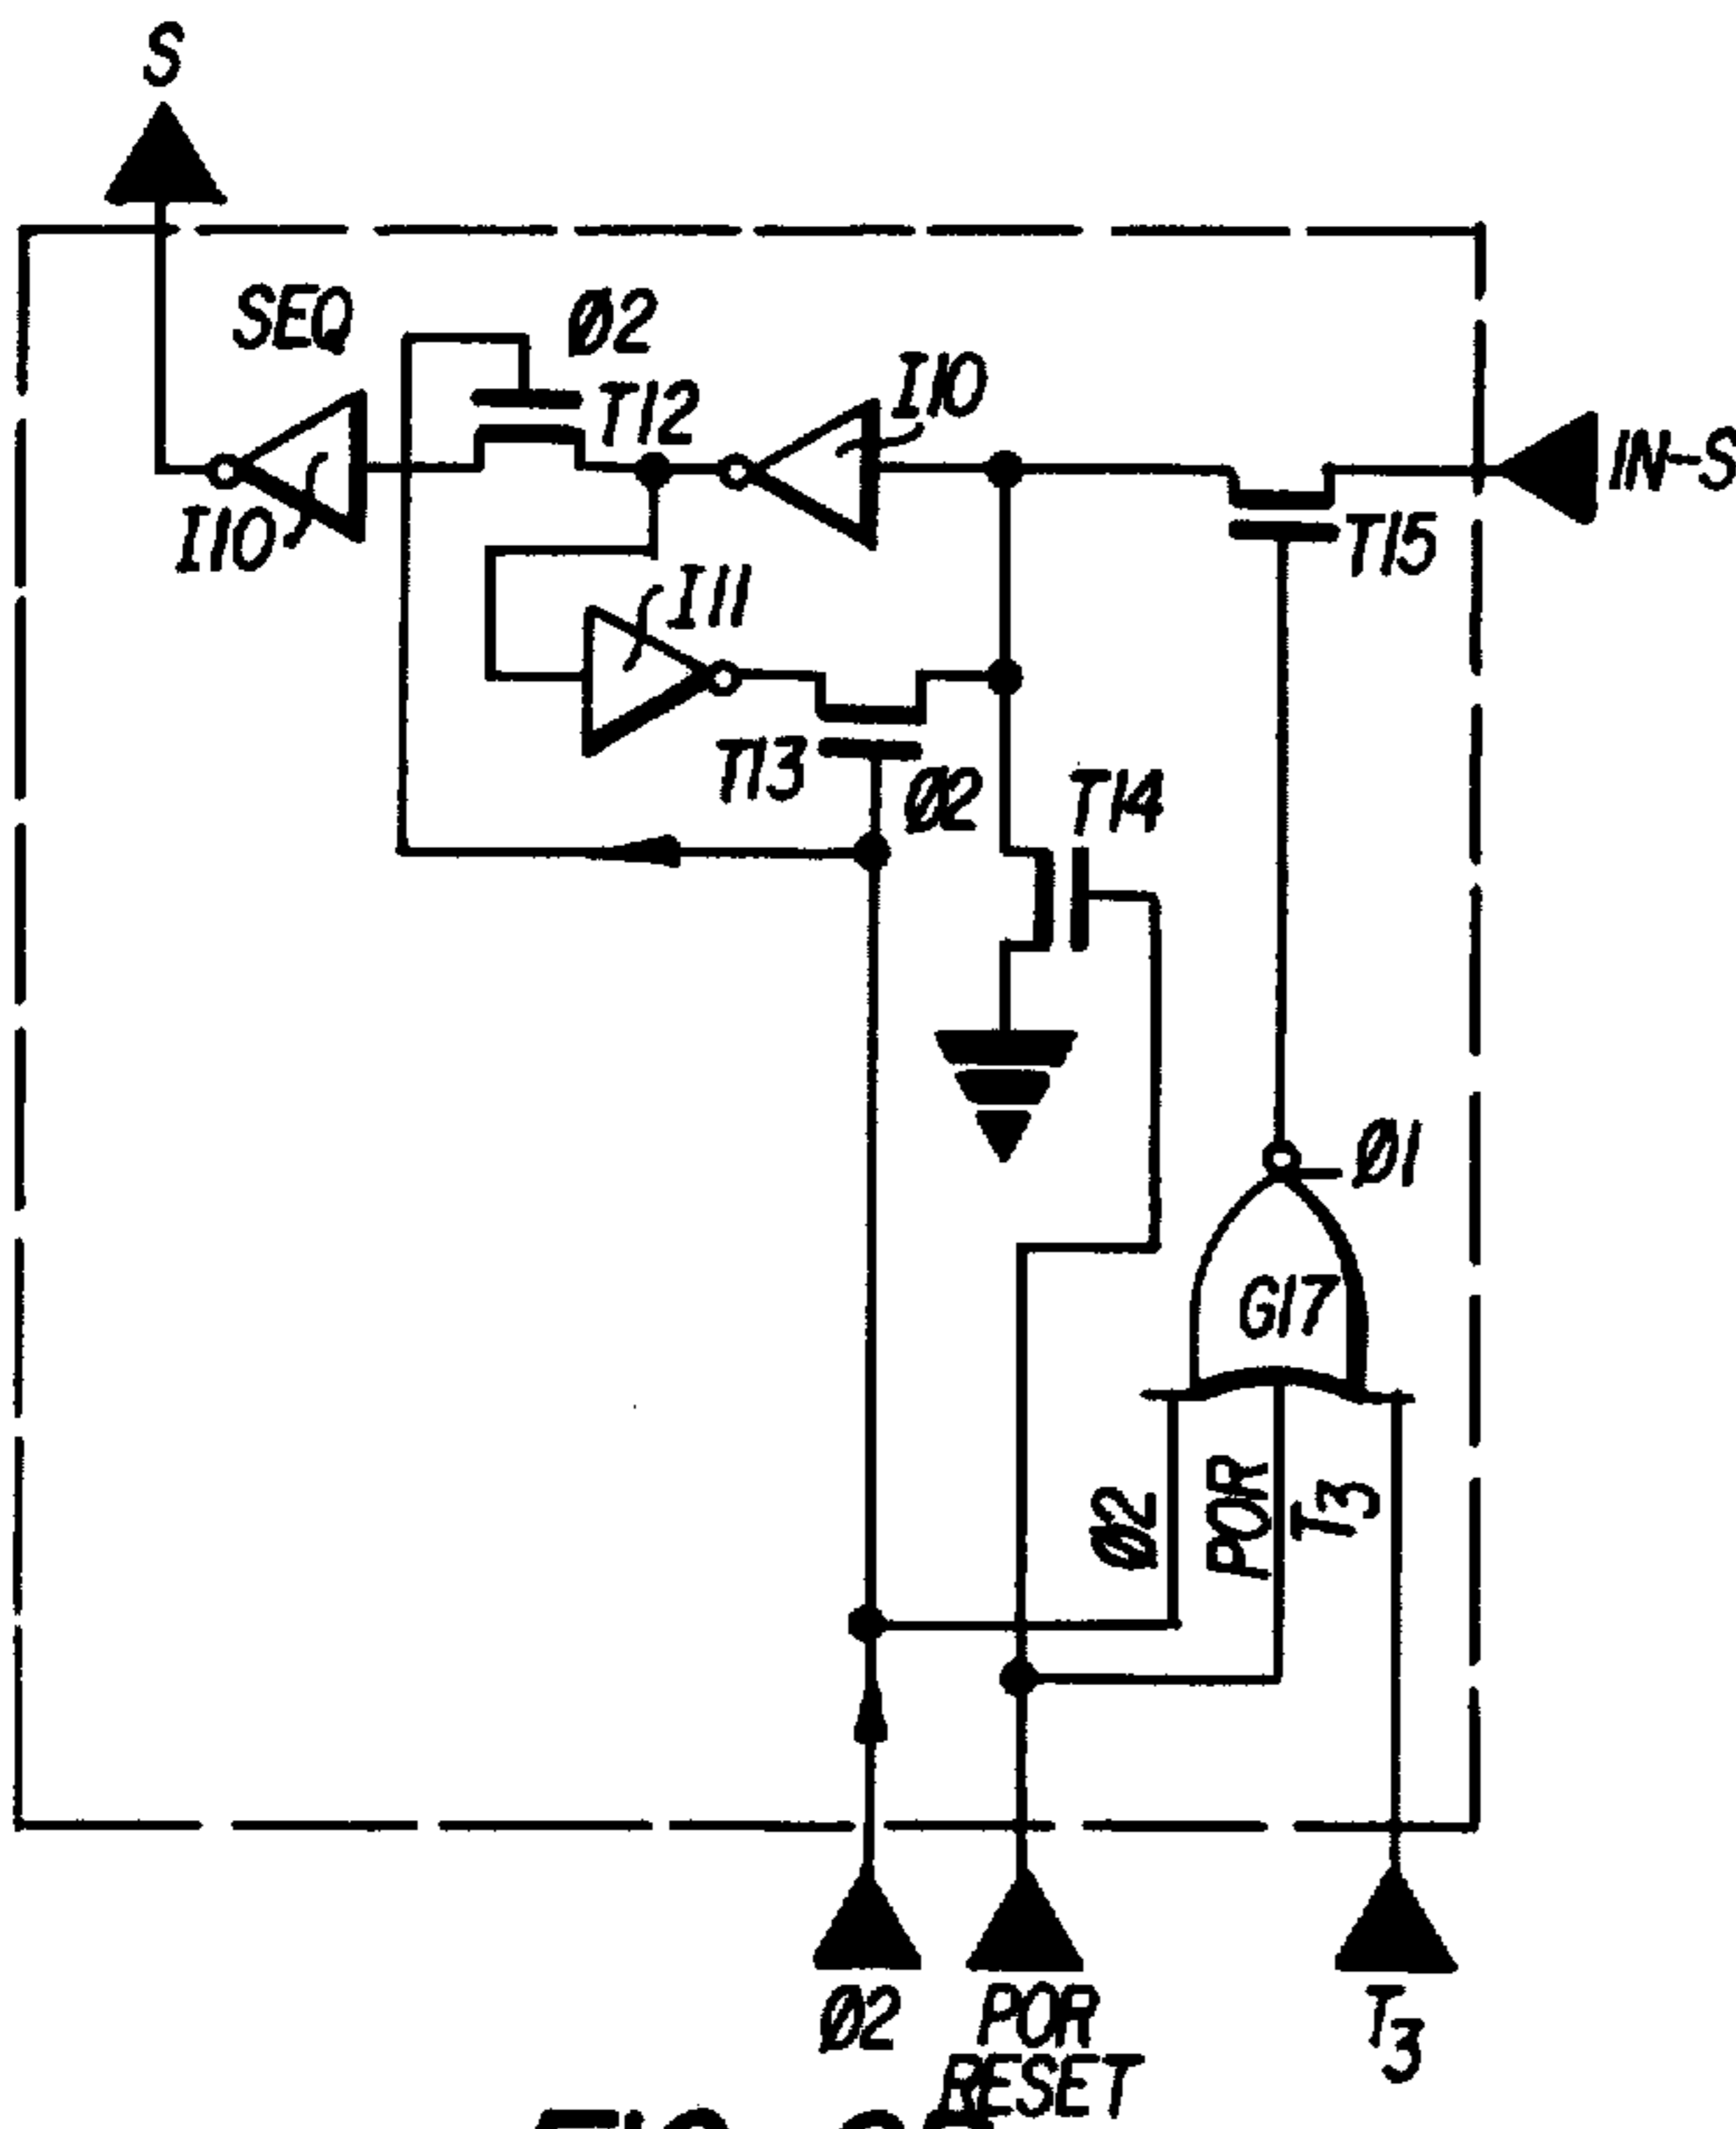 S
SEQ
Ø2
T12
I10
IN-S
I10
T15
I11
T13
Ø2
T14
Ø1
G17
Ø2
POR
T3
Ø2
POR
RESET
T3